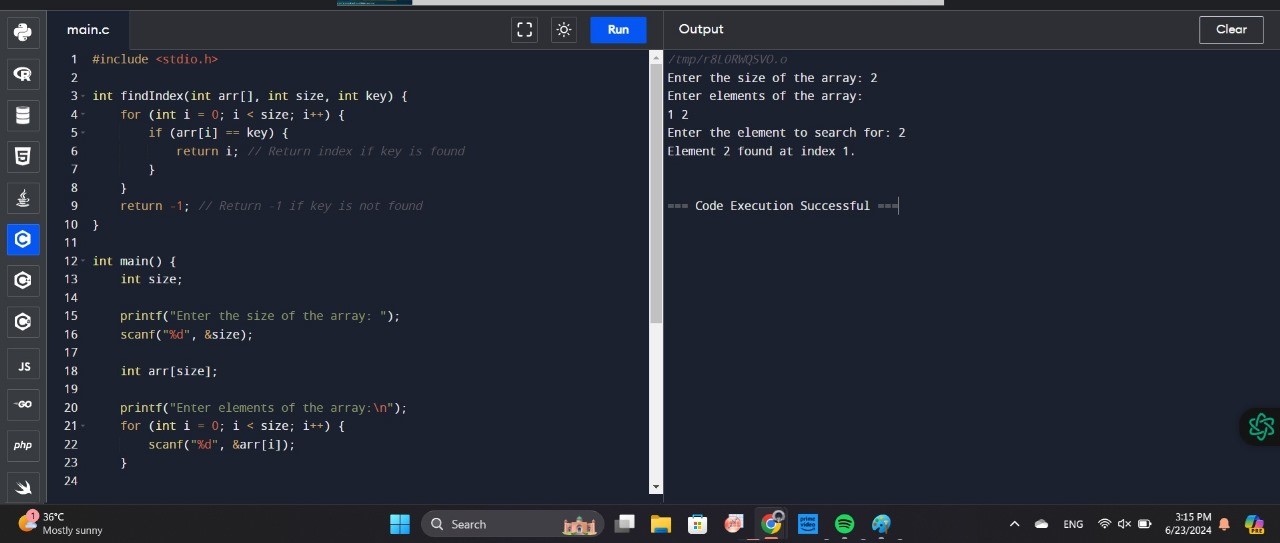 main.c
Run
Output
Clear
1 #include <stdio.h>
2
3 int findIndex(int arr[], int size, int key) {
4     for (int i = 0; i < size; i++) {
5         if (arr[i] == key) {
6             return i; // Return index if key is found
7         }
8     }
9     return -1; // Return -1 if key is not found
10 }
11
12 int main() {
13     int size;
14
15     printf("Enter the size of the array: ");
16     scanf("%d", &size);
17
18     int arr[size];
19
20     printf("Enter elements of the array:\n");
21     for (int i = 0; i < size; i++) {
22         scanf("%d", &arr[i]);
23     }
24
/tmp/r8LORWQSVO.o
Enter the size of the array: 2
Enter elements of the array:
1 2
Enter the element to search for: 2
Element 2 found at index 1.
=== Code Execution Successful ===
R
5
C
C
C
JS
GO
php
1
36°C
Mostly sunny
Search
prime video
ENG
3:15 PM
6/23/2024
PRE